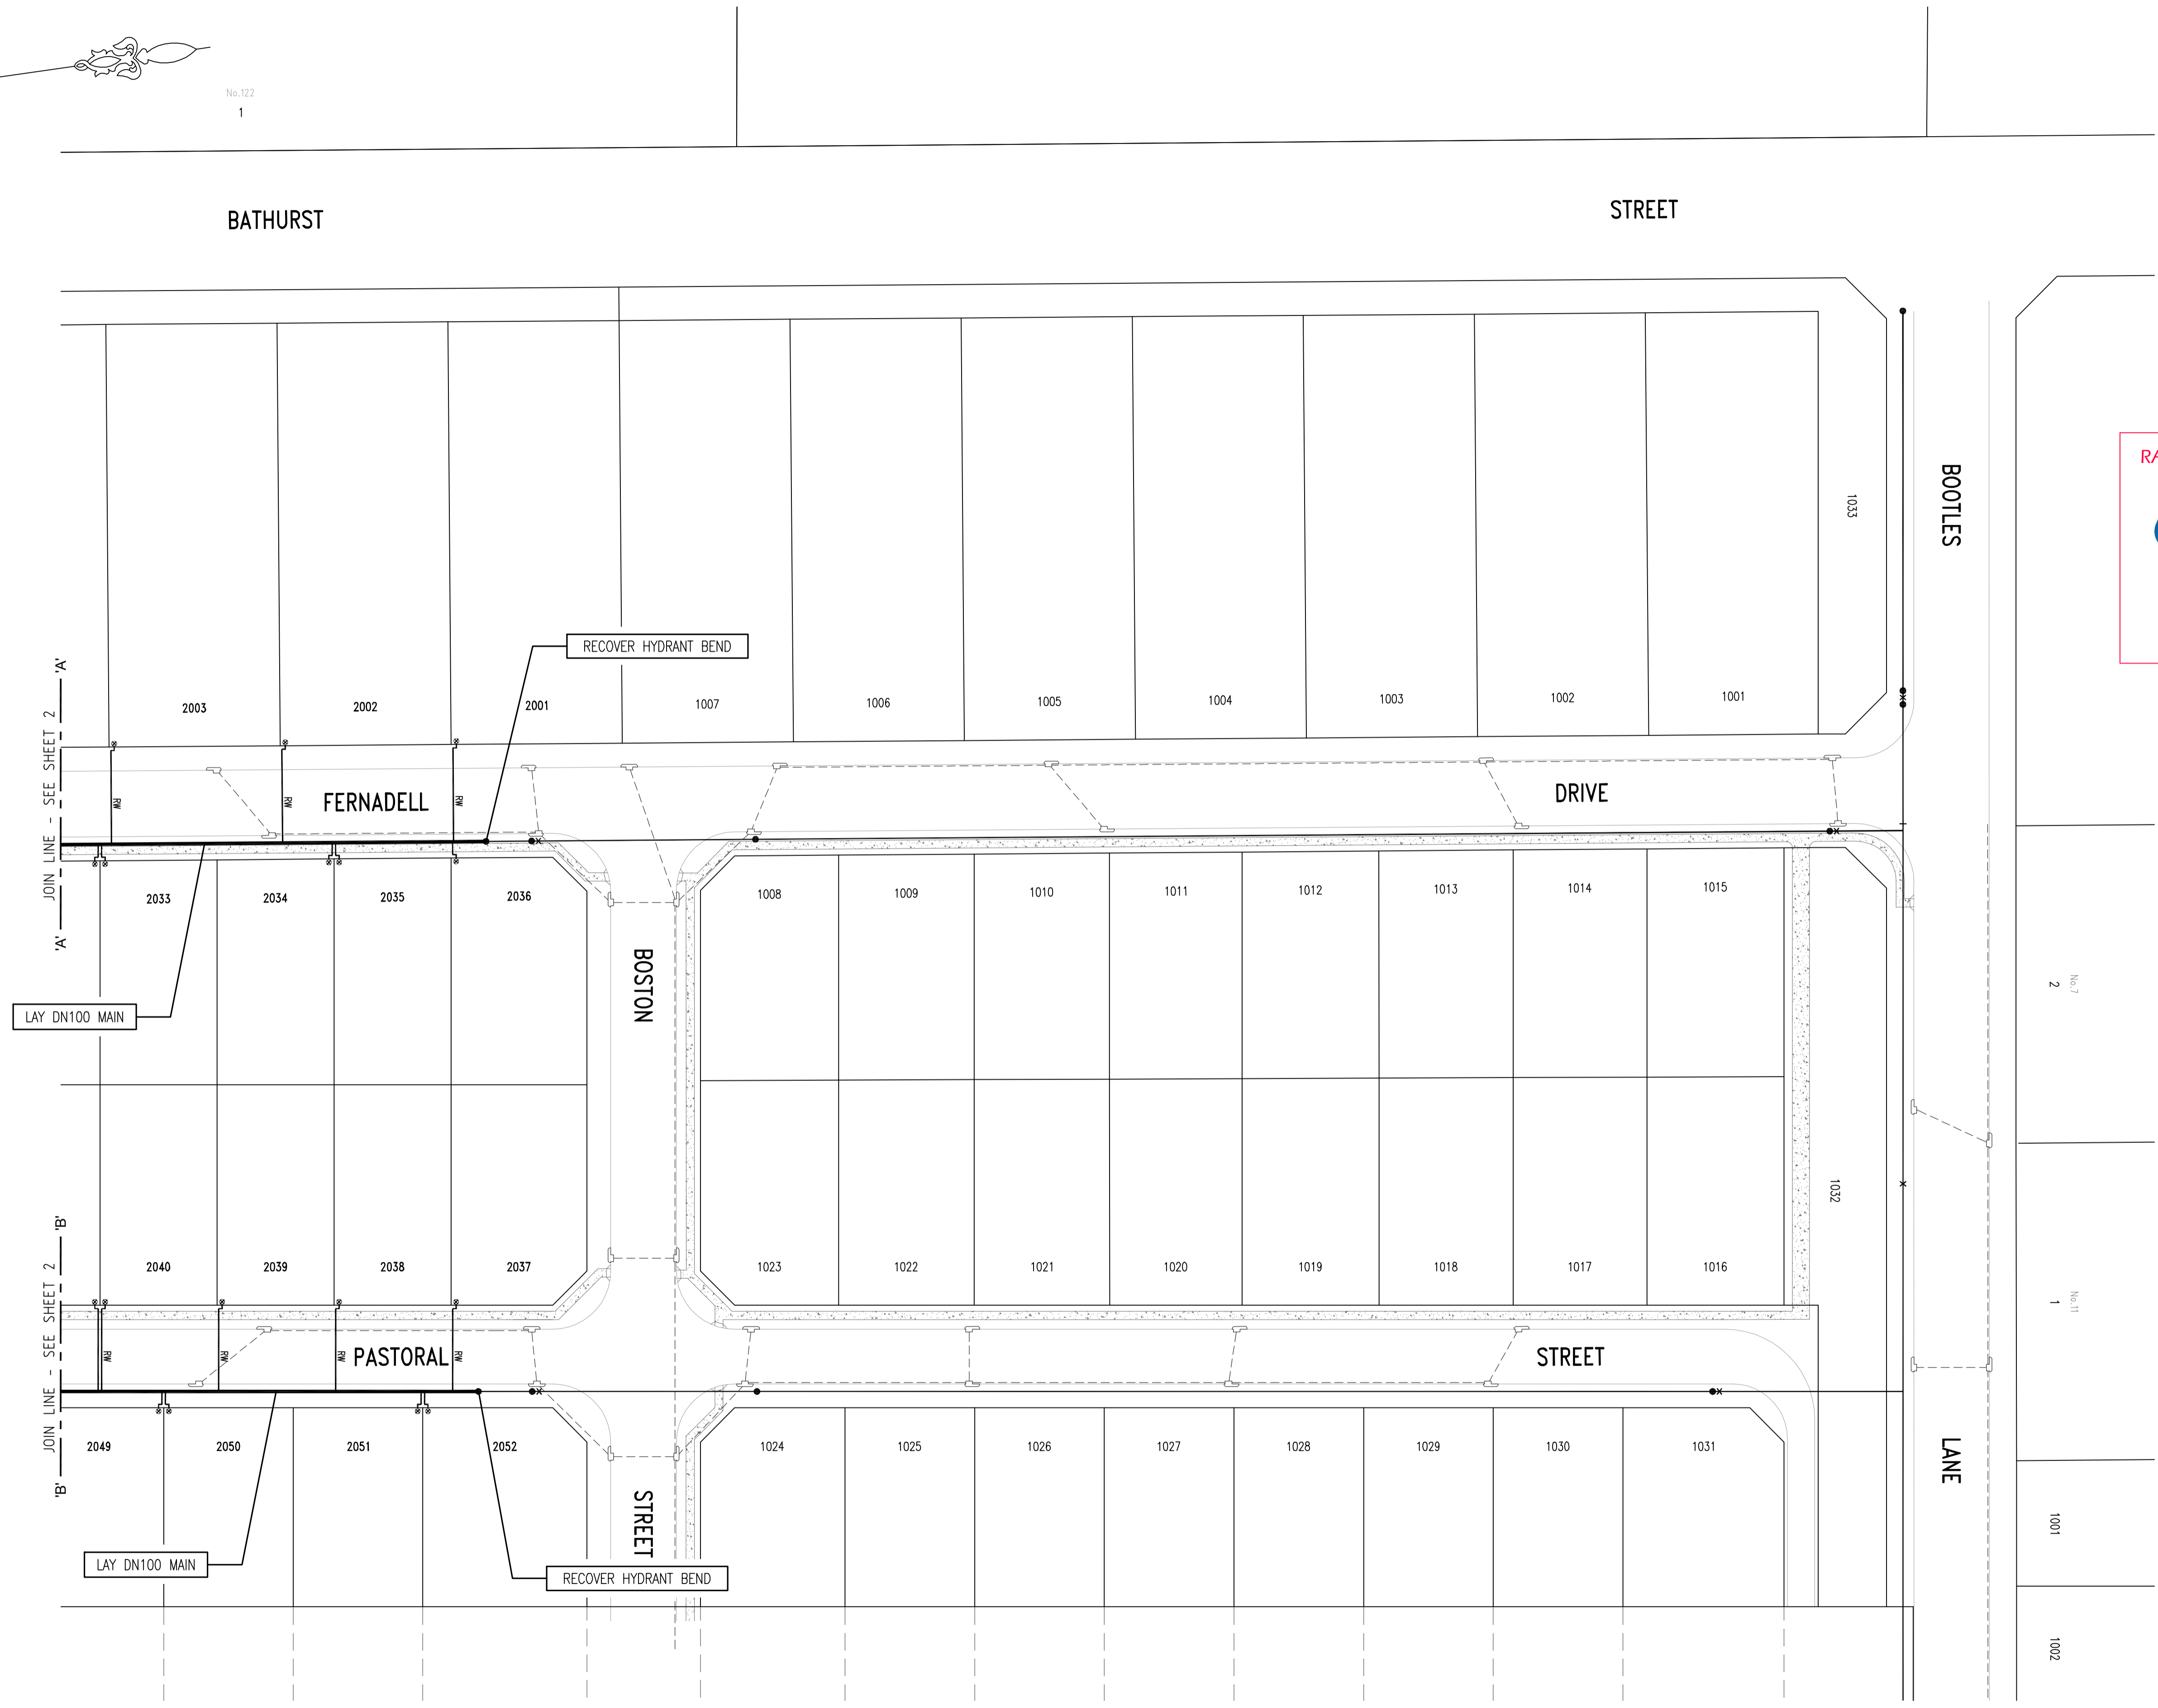 No.122
1
BATHURST STREET
BOOTLES
1033
RECOVER HYDRANT BEND
'A'
JOIN LINE - SEE SHEET 2
'A'
2003 2002 2001 1007 1006 1005 1004 1003 1002 1001
RW RW RW
FERNADELL DRIVE
2033 2034 2035 2036 1008 1009 1010 1011 1012 1013 1014 1015
BOSTON
LAY DN100 MAIN
No.7
2
1032
2040 2039 2038 2037 1023 1022 1021 1020 1019 1018 1017 1016
No.11
1
'B'
JOIN LINE - SEE SHEET 2
'B'
RW RW RW RW
PASTORAL STREET
2049 2050 2051 2052 1024 1025 1026 1027 1028 1029 1030 1031
LANE
STREET
LAY DN100 MAIN
RECOVER HYDRANT BEND
1001
1002